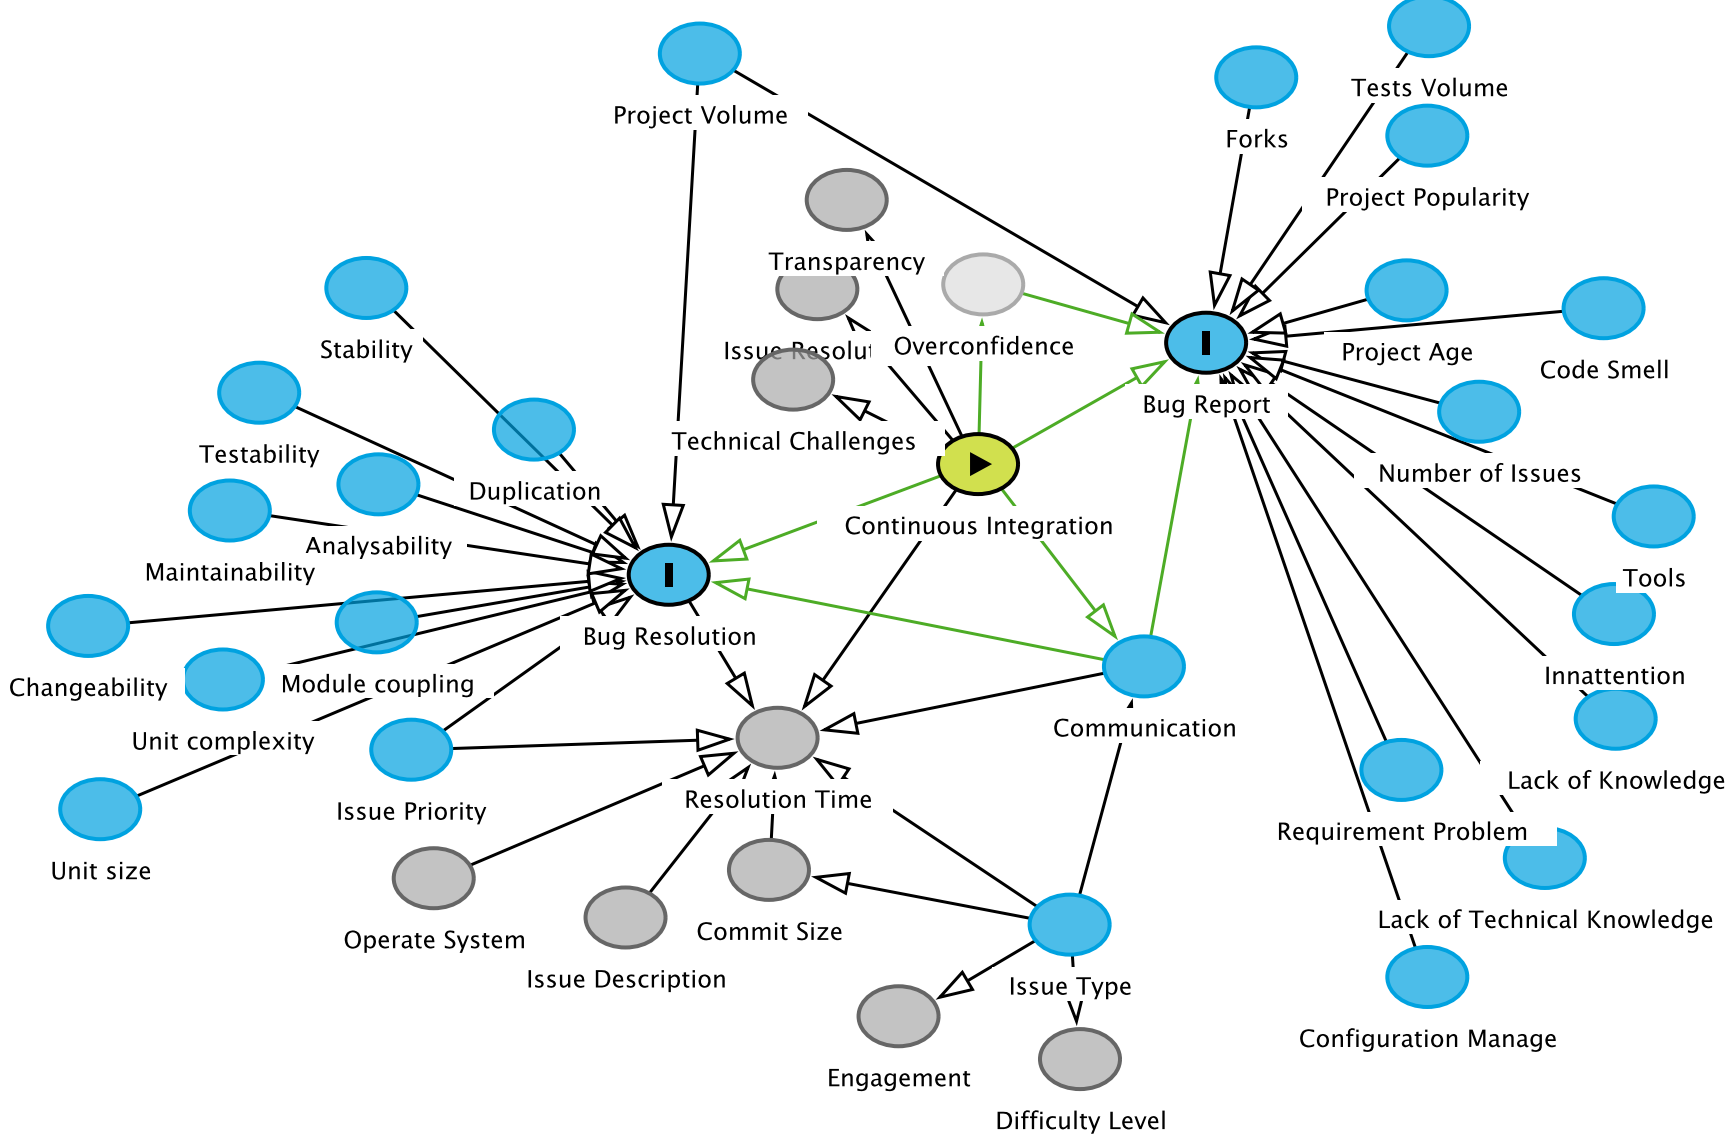 Tests Volume
Project Volume
Forks
Project Popularity
Transparency
Overconfidence
Issue Resolut
Stability
Project Age
Code Smell
Bug Report
Technical Challenges
Testability
Number of Issues
Duplication
Continuous Integration
Analysability
Maintainability
Tools
Bug Resolution
Innattention
Module coupling
Changeability
Communication
Unit complexity
Lack of Knowledge
Resolution Time
Issue Priority
Requirement Problem
Unit size
Lack of Technical Knowledge
Commit Size
Operate System
Issue Description
Issue Type
Configuration Manage
Engagement
Difficulty Level